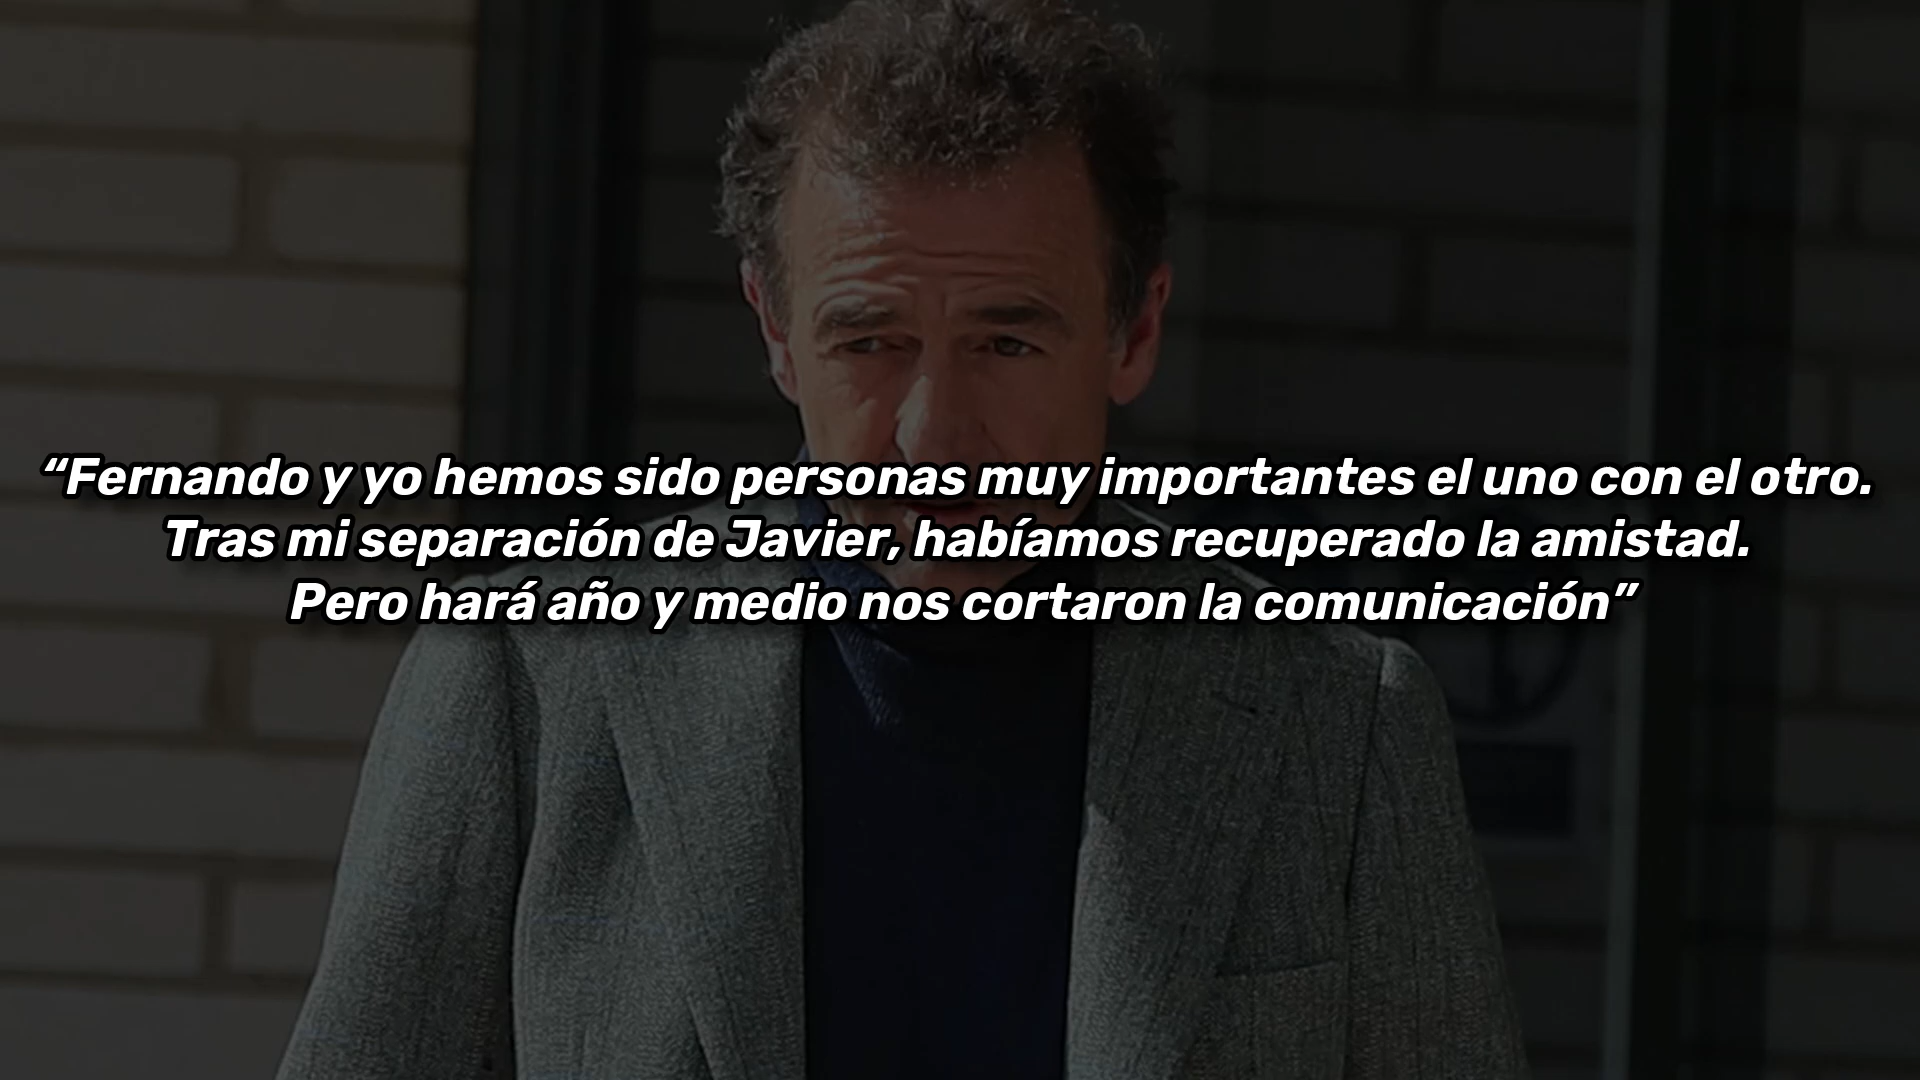 “Fernando y yo hemos sido personas muy importantes el uno con el otro.
Tras mi separación de Javier, habíamos recuperado la amistad.
Pero hará año y medio nos cortaron la comunicación”